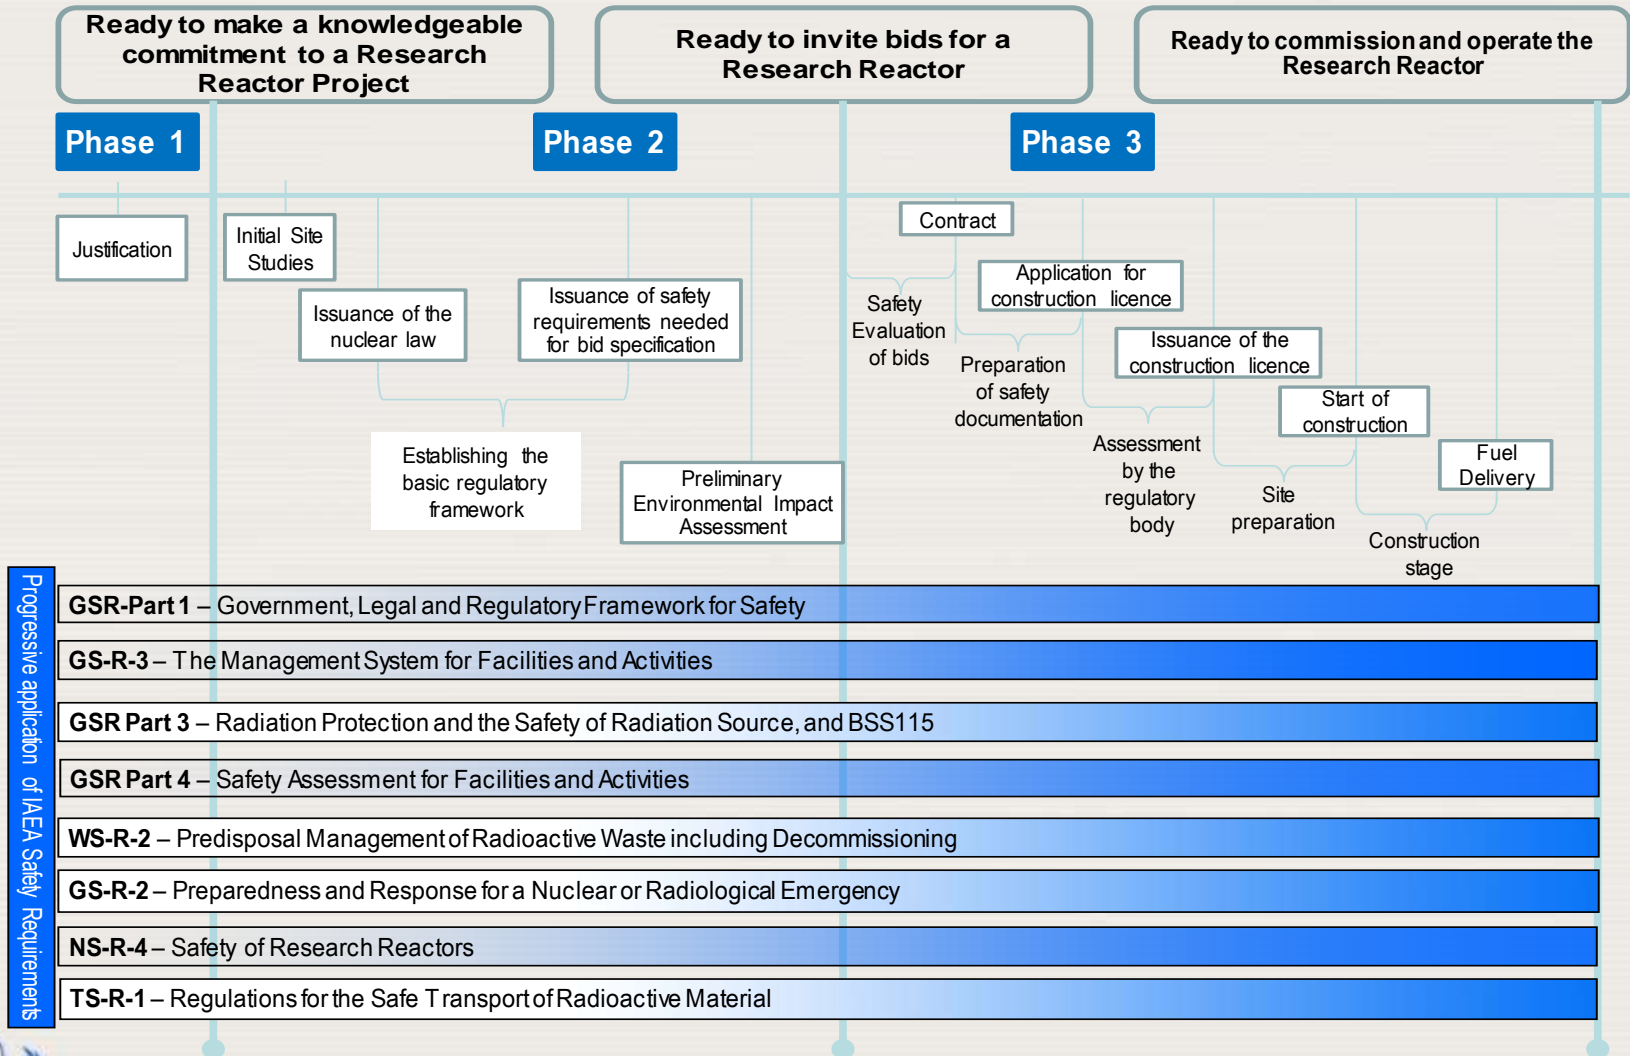 Ready to make a knowledgeable
commitment to a Research
Reactor Project
Ready to invite bids for a
Research Reactor
Ready to commission and operate the
Research Reactor
Phase 1
Phase 2
Phase 3
Justification
Initial Site
Studies
Issuance of the
nuclear law
Issuance of safety
requirements needed
for bid specification
Establishing the
basic regulatory
framework
Preliminary
Environmental Impact
Assessment
Contract
Safety
Evaluation
of bids
Application for
construction licence
Preparation
of safety
documentation
Issuance of the
construction licence
Assessment
by the
regulatory
body
Start of
construction
Site
preparation
Fuel
Delivery
Construction
stage
Progressive application of IAEA Safety Requirements
GSR-Part 1 – Government, Legal and Regulatory Framework for Safety
GS-R-3 – The Management System for Facilities and Activities
GSR Part 3 – Radiation Protection and the Safety of Radiation Source, and BSS115
GSR Part 4 – Safety Assessment for Facilities and Activities
WS-R-2 – Predisposal Management of Radioactive Waste including Decommissioning
GS-R-2 – Preparedness and Response for a Nuclear or Radiological Emergency
NS-R-4 – Safety of Research Reactors
TS-R-1 – Regulations for the Safe Transport of Radioactive Material